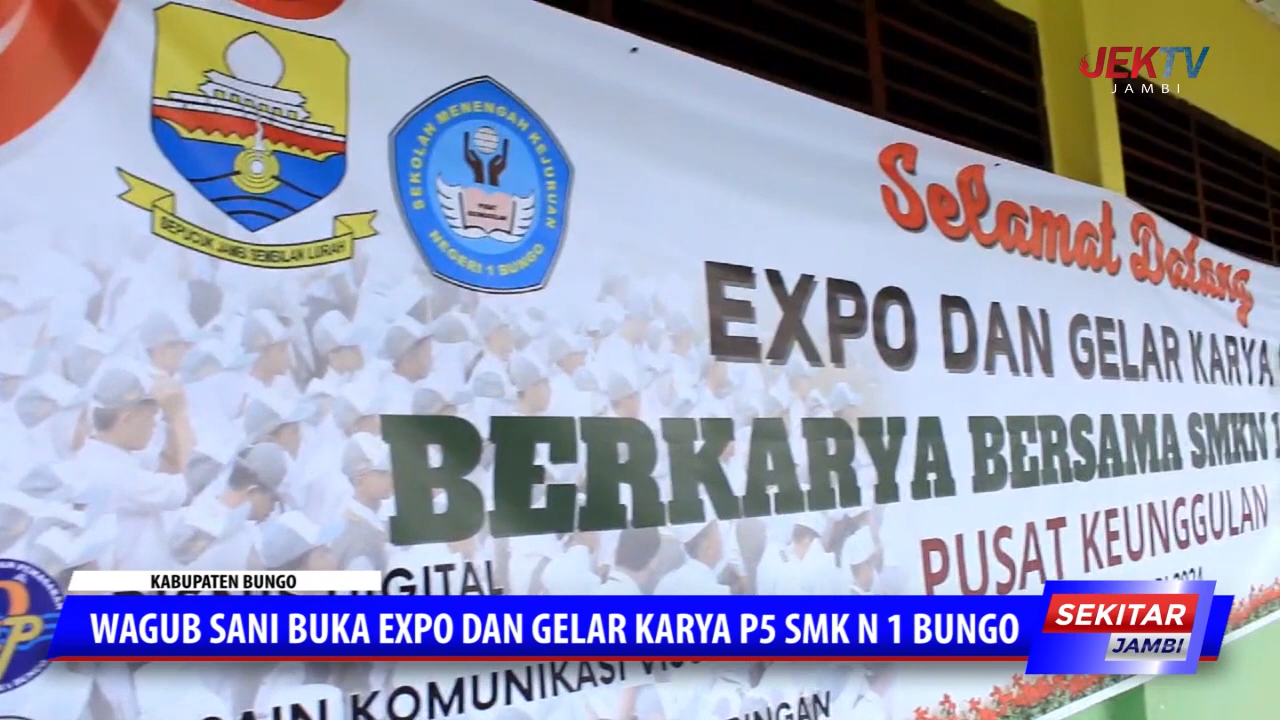 JEKTV
JAMBI
SEPUCUK JAMBI SEMBILAN LURAH
SEKOLAH MENENGAH KEJURUAN
NEGERI 1 BUNGO
Selamat Datang
EXPO DAN GELAR KARYA
BERKARYA BERSAMA SMKN 1
PUSAT KEUNGGULAN
KABUPATEN BUNGO
WAGUB SANI BUKA EXPO DAN GELAR KARYA P5 SMK N 1 BUNGO
SEKITAR
JAMBI
KOMUNIKASI